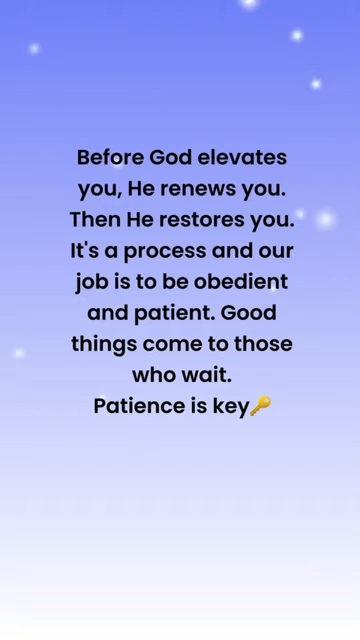 Before God elevates
you, He renews you.
Then He restores you.
It's a process and our
job is to be obedient
and patient. Good
things come to those
who wait.
Patience is key🔑